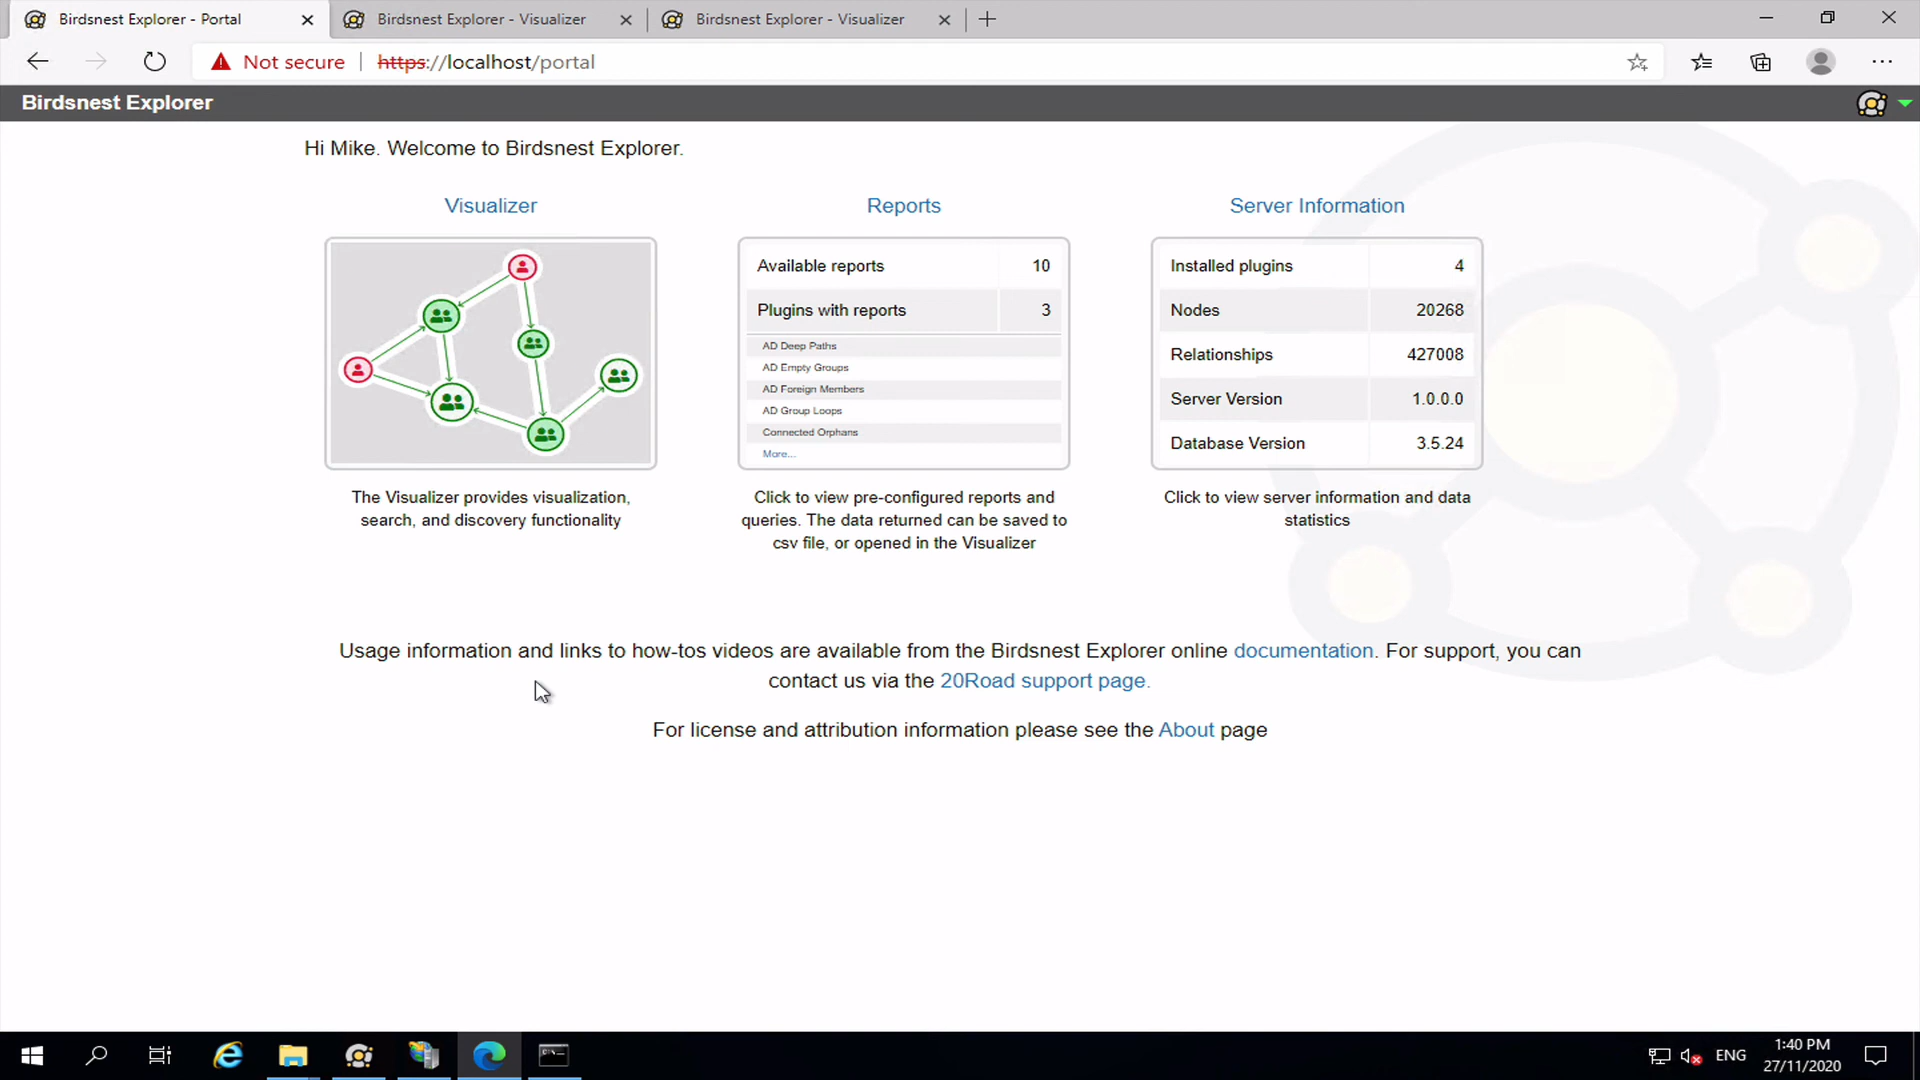 Birdsnest Explorer - Portal
Birdsnest Explorer - Visualizer
Birdsnest Explorer - Visualizer
Not secure
https://localhost/portal
Birdsnest Explorer
Hi Mike. Welcome to Birdsnest Explorer.
Visualizer
The Visualizer provides visualization,
search, and discovery functionality
Reports
Available reports 10
Plugins with reports 3
AD Deep Paths
AD Empty Groups
AD Foreign Members
AD Group Loops
Connected Orphans
More...
Click to view pre-configured reports and
queries. The data returned can be saved to
csv file, or opened in the Visualizer
Server Information
Installed plugins 4
Nodes 20268
Relationships 427008
Server Version 1.0.0.0
Database Version 3.5.24
Click to view server information and data
statistics
Usage information and links to how-tos videos are available from the Birdsnest Explorer online documentation. For support, you can
contact us via the 20Road support page.
For license and attribution information please see the About page
ENG
1:40 PM
27/11/2020